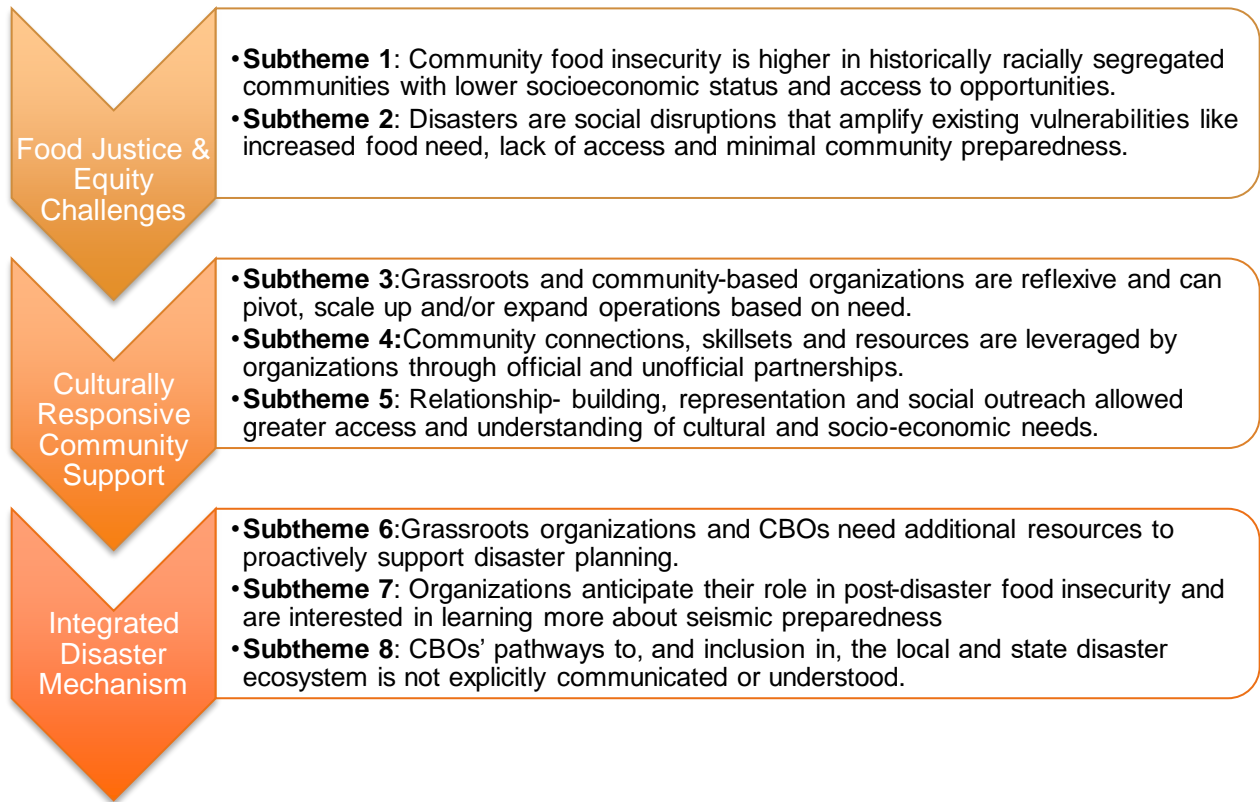 Food Justice &
Equity
Challenges
•Subtheme 1: Community food insecurity is higher in historically racially segregated
communities with lower socioeconomic status and access to opportunities.
•Subtheme 2: Disasters are social disruptions that amplify existing vulnerabilities like
increased food need, lack of access and minimal community preparedness.
Culturally
Responsive
Community
Support
•Subtheme 3:Grassroots and community-based organizations are reflexive and can
pivot, scale up and/or expand operations based on need.
•Subtheme 4:Community connections, skillsets and resources are leveraged by
organizations through official and unofficial partnerships.
•Subtheme 5: Relationship- building, representation and social outreach allowed
greater access and understanding of cultural and socio-economic needs.
Integrated
Disaster
Mechanism
•Subtheme 6:Grassroots organizations and CBOs need additional resources to
proactively support disaster planning.
•Subtheme 7: Organizations anticipate their role in post-disaster food insecurity and
are interested in learning more about seismic preparedness
•Subtheme 8: CBOs’ pathways to, and inclusion in, the local and state disaster
ecosystem is not explicitly communicated or understood.